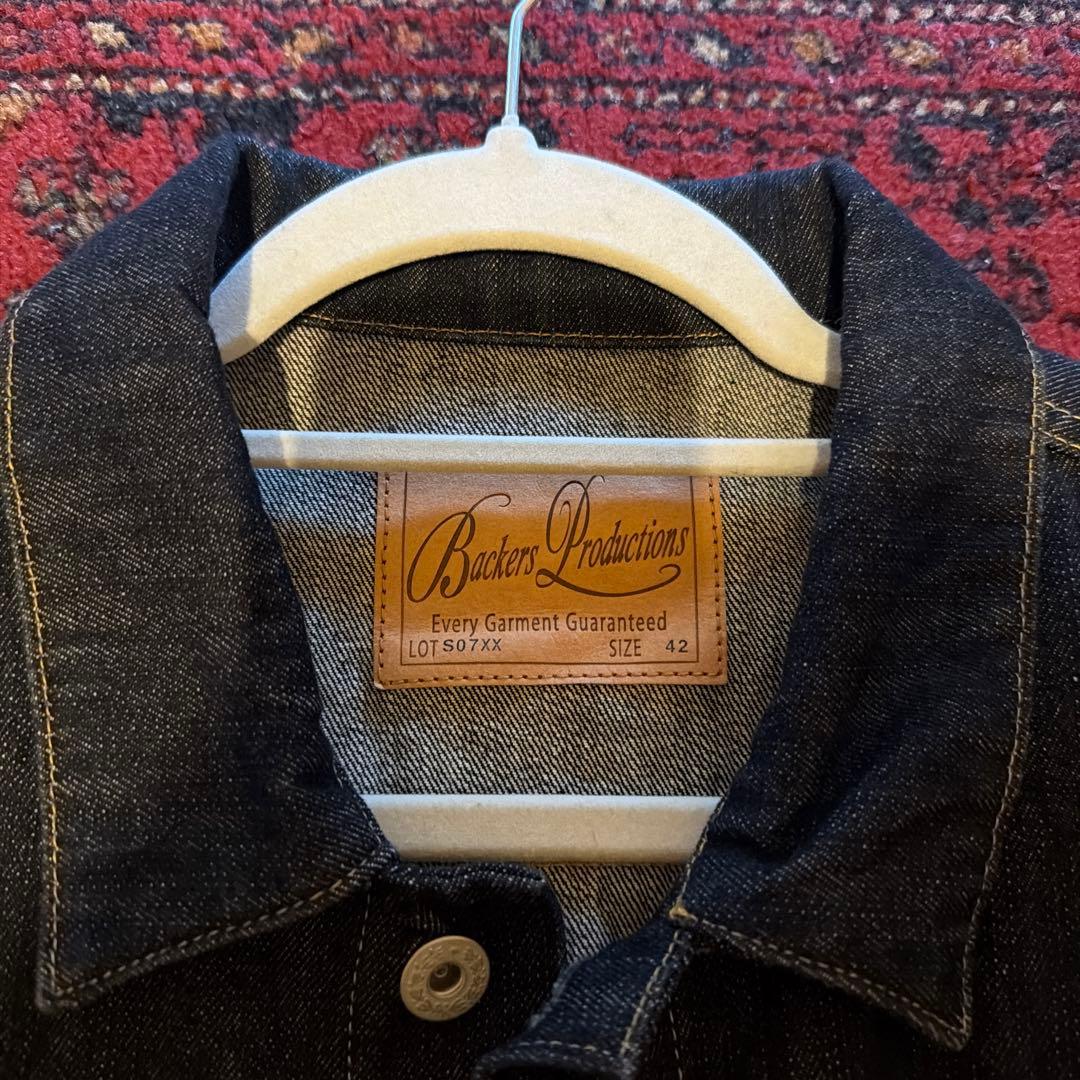 Backers Productions
Every Garment Guaranteed
LOT S07XX SIZE 42